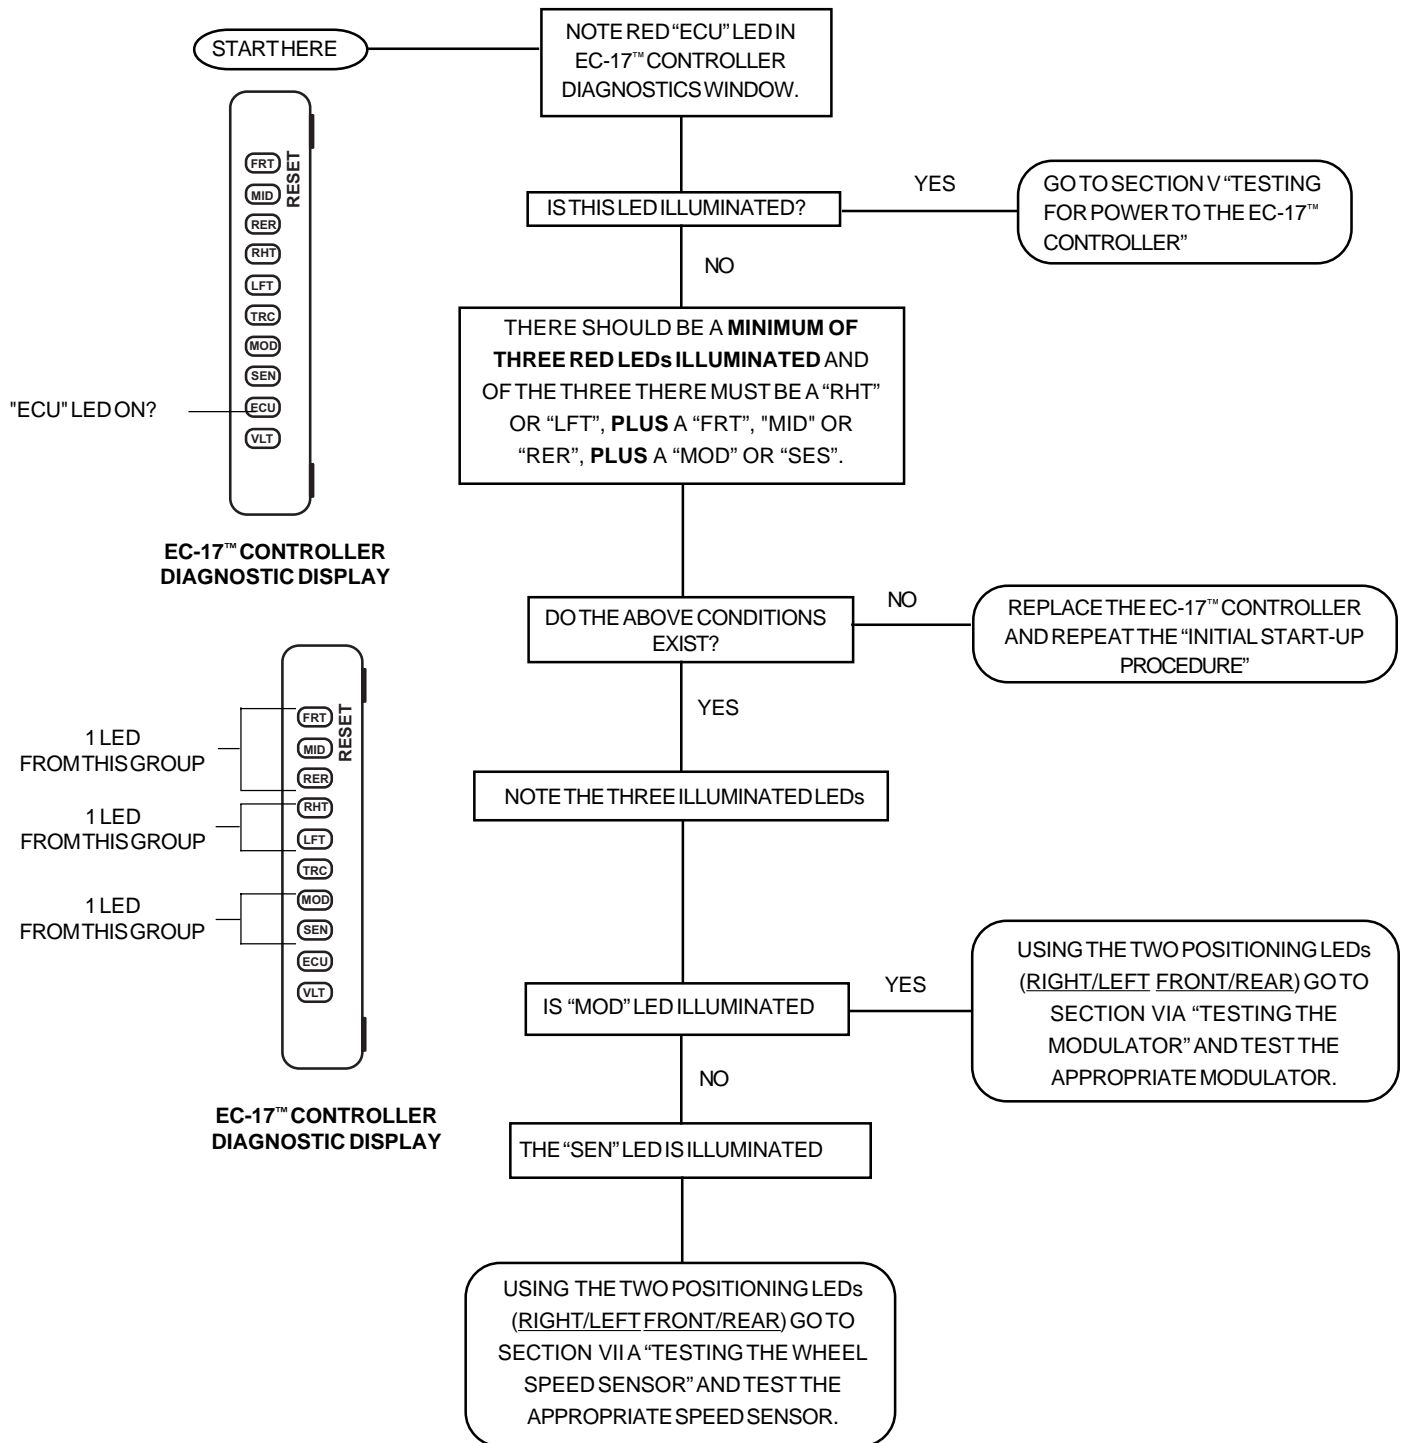 START HERE
NOTE RED “ECU” LED IN
EC-17™ CONTROLLER
DIAGNOSTICS WINDOW.
FRT
MID
RER
RHT
LFT
TRC
MOD
SEN
ECU
VLT
RESET
"ECU" LED ON?
EC-17™ CONTROLLER
DIAGNOSTIC DISPLAY
IS THIS LED ILLUMINATED?
YES
GO TO SECTION V “TESTING
FOR POWER TO THE EC-17™
CONTROLLER”
NO
THERE SHOULD BE A MINIMUM OF
THREE RED LEDs ILLUMINATED AND
OF THE THREE THERE MUST BE A “RHT”
OR “LFT”, PLUS A “FRT”, "MID" OR
“RER”, PLUS A “MOD” OR “SES”.
DO THE ABOVE CONDITIONS
EXIST?
NO
REPLACE THE EC-17™ CONTROLLER
AND REPEAT THE “INITIAL START-UP
PROCEDURE”
YES
FRT
MID
RER
RHT
LFT
TRC
MOD
SEN
ECU
VLT
RESET
1 LED
FROM THIS GROUP
1 LED
FROM THIS GROUP
1 LED
FROM THIS GROUP
EC-17™ CONTROLLER
DIAGNOSTIC DISPLAY
NOTE THE THREE ILLUMINATED LEDs
IS “MOD” LED ILLUMINATED
YES
USING THE TWO POSITIONING LEDs
(RIGHT/LEFT FRONT/REAR) GO TO
SECTION VIA “TESTING THE
MODULATOR” AND TEST THE
APPROPRIATE MODULATOR.
NO
THE “SEN” LED IS ILLUMINATED
USING THE TWO POSITIONING LEDs
(RIGHT/LEFT FRONT/REAR) GO TO
SECTION VII A “TESTING THE WHEEL
SPEED SENSOR” AND TEST THE
APPROPRIATE SPEED SENSOR.